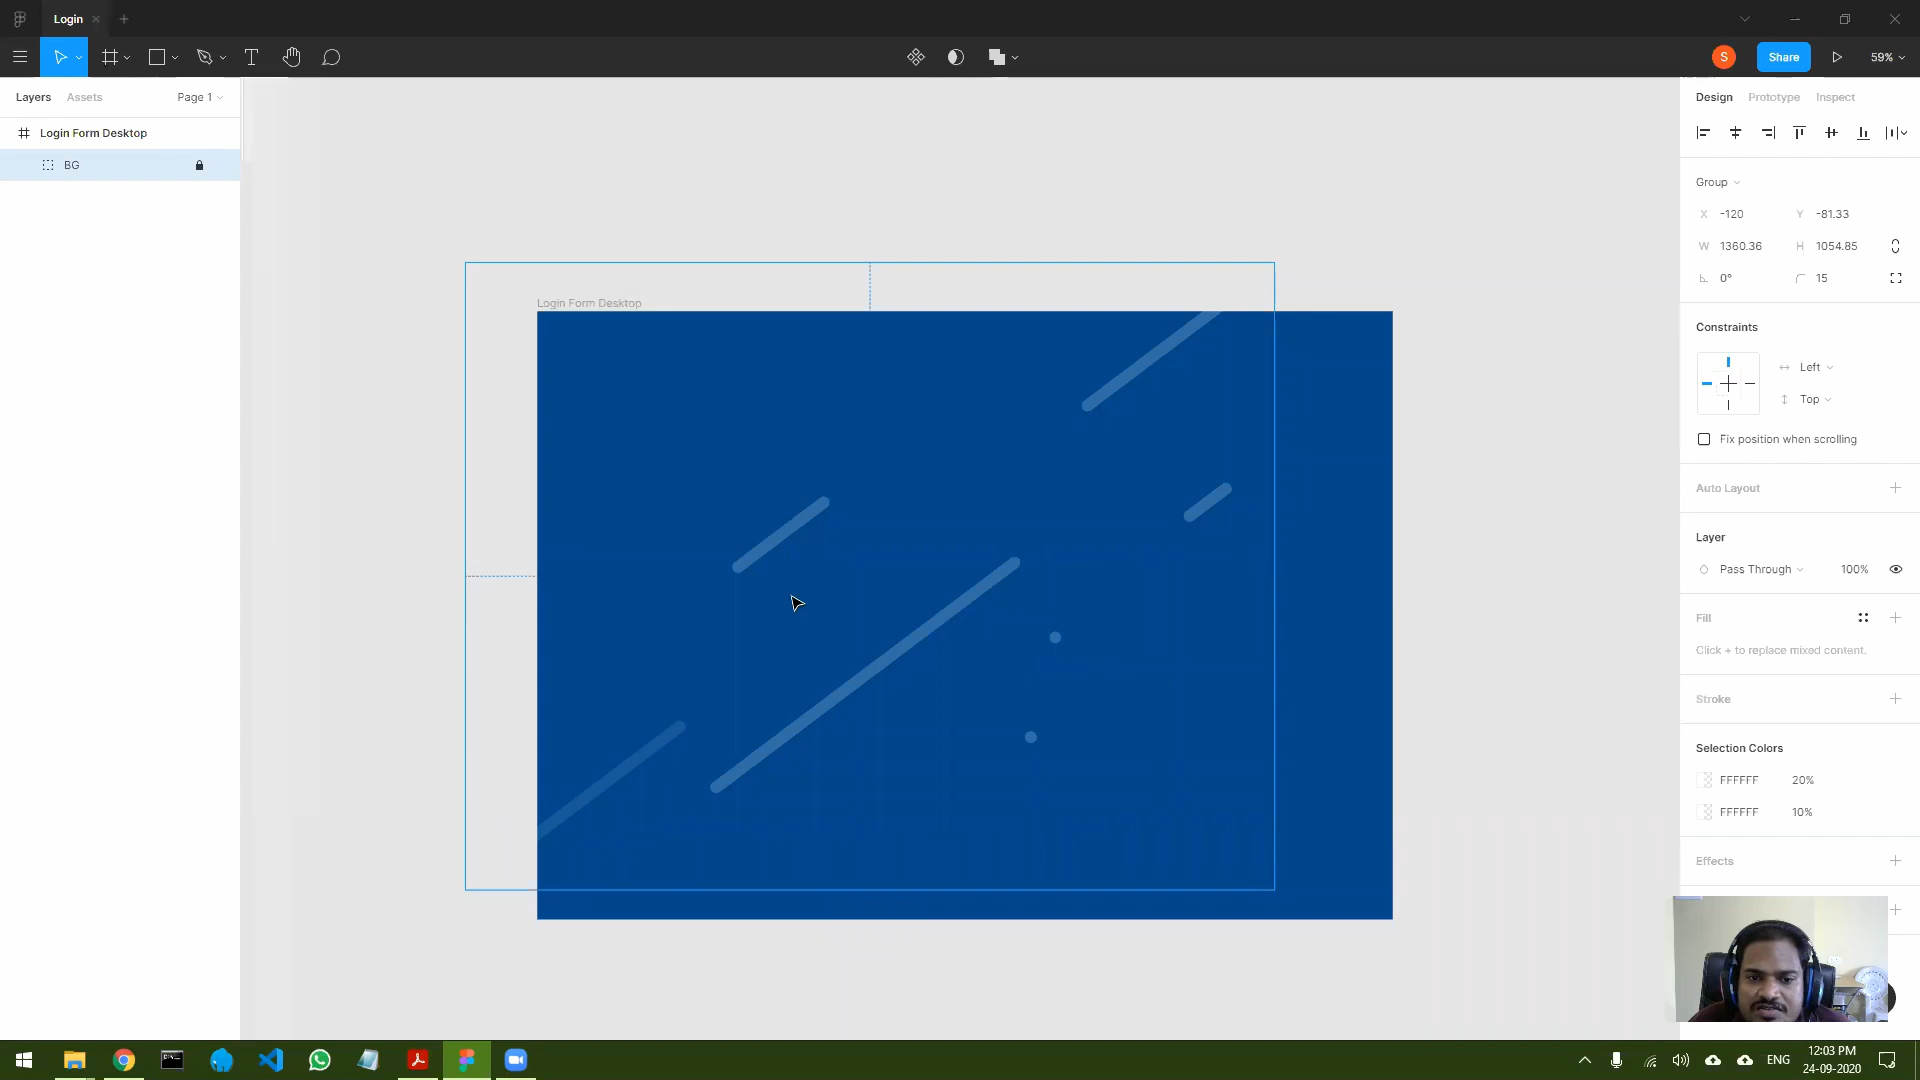 Login
S
Share
59%
Layers
Assets
Page 1
Design
Prototype
Inspect
Login Form Desktop
BG
Group
X -120
Y -81.33
W 1360.36
H 1054.85
0°
15
Login Form Desktop
Constraints
Left
Top
Fix position when scrolling
Auto Layout
Layer
Pass Through
100%
Fill
Click + to replace mixed content.
Stroke
Selection Colors
FFFFFF 20%
FFFFFF 10%
Effects
ENG
12:03 PM
24-09-2020